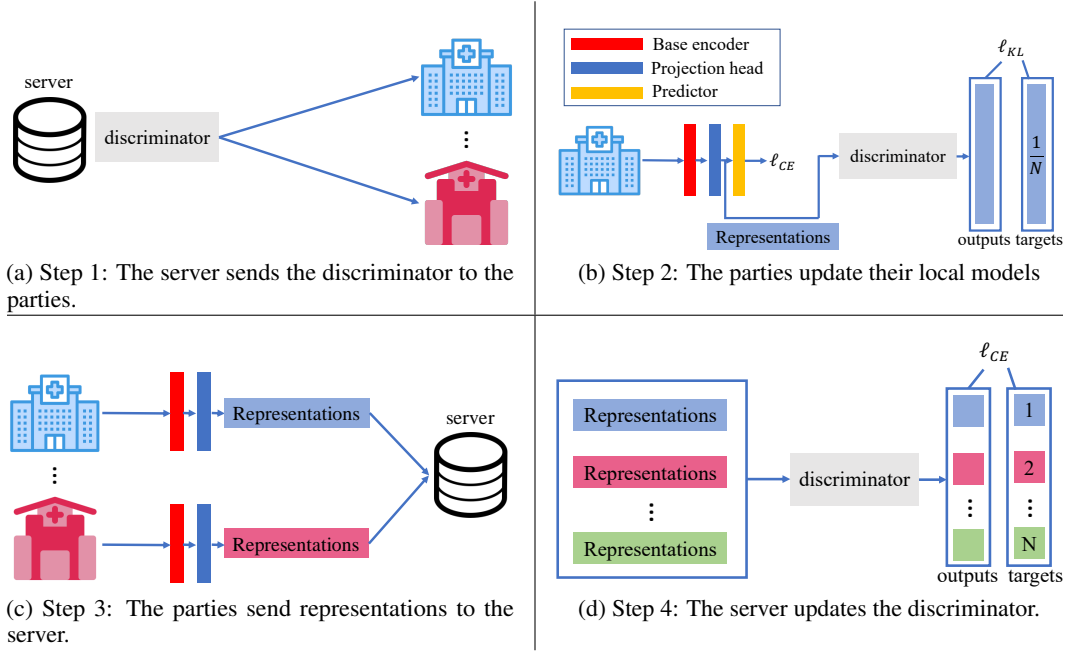 server
discriminator
(a) Step 1: The server sends the discriminator to the
parties.
Base encoder
Projection head
Predictor
ℓ_KL
ℓ_CE
discriminator
1/N
Representations
outputs targets
(b) Step 2: The parties update their local models
Representations
server
Representations
(c) Step 3: The parties send representations to the
server.
ℓ_CE
Representations
1
Representations
discriminator
2
Representations
N
outputs targets
(d) Step 4: The server updates the discriminator.